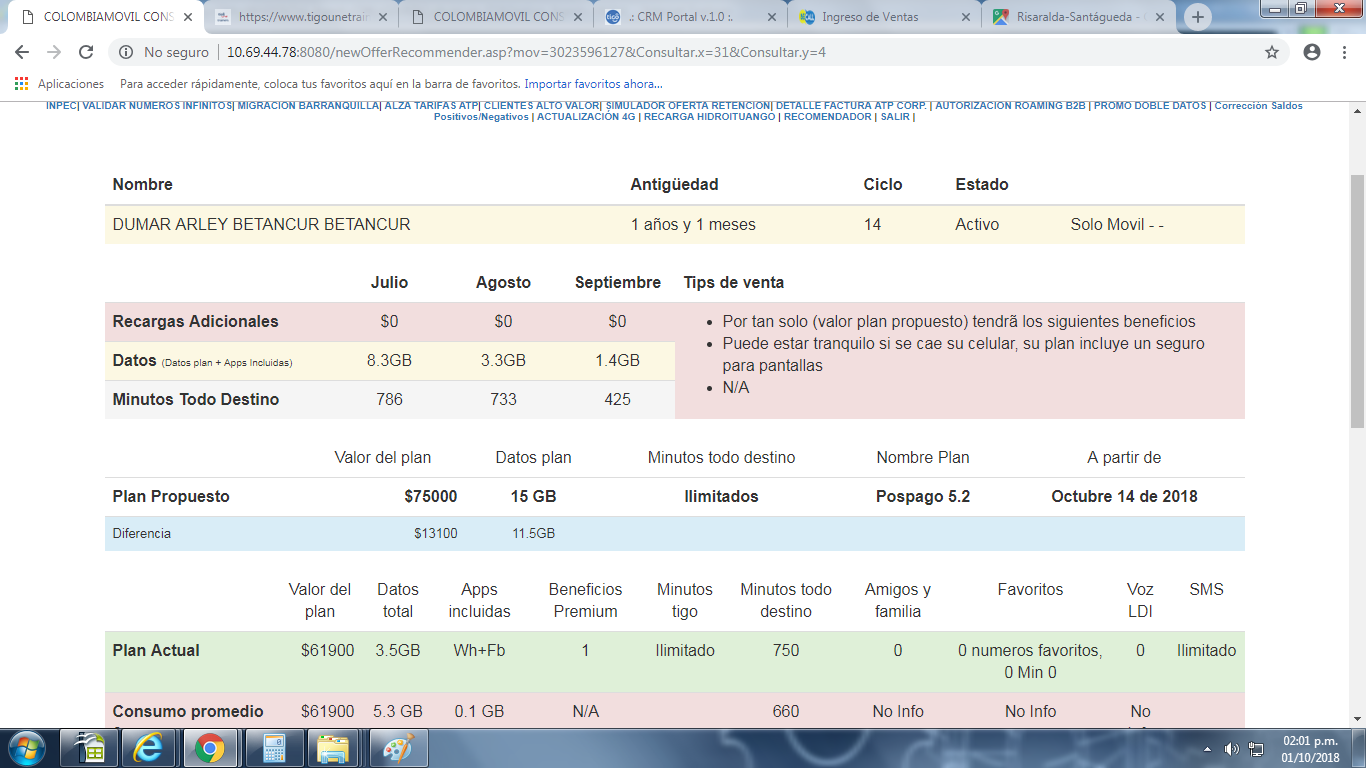 COLOMBIAMOVIL CONS
https://www.tigounetrain
COLOMBIAMOVIL CONS
.: CRM Portal v.1.0 :.
Ingreso de Ventas
Risaralda-Santágueda -
No seguro
10.69.44.78:8080/newOfferRecommender.asp?mov=3023596127&Consultar.x=31&Consultar.y=4
Aplicaciones
Para acceder rápidamente, coloca tus favoritos aquí en la barra de favoritos. Importar favoritos ahora...
INPEC| VALIDAR NUMEROS INFINITOS| MIGRACION BARRANQUILLA| ALZA TARIFAS ATP| CLIENTES ALTO VALOR| SIMULADOR OFERTA RETENCION| DETALLE FACTURA ATP CORP. | AUTORIZACION ROAMING B2B | PROMO DOBLE DATOS | Corrección Saldos
Positivos/Negativos | ACTUALIZACIÓN 4G | RECARGA HIDROITUANGO | RECOMENDADOR | SALIR |
Nombre Antigüedad Ciclo Estado
DUMAR ARLEY BETANCUR BETANCUR 1 años y 1 meses 14 Activo Solo Movil - -
Julio Agosto Septiembre Tips de venta
Recargas Adicionales $0 $0 $0
Datos (Datos plan + Apps Incluidas) 8.3GB 3.3GB 1.4GB
Minutos Todo Destino 786 733 425
• Por tan solo (valor plan propuesto) tendrã los siguientes beneficios
• Puede estar tranquilo si se cae su celular, su plan incluye un seguro
para pantallas
• N/A
Valor del plan Datos plan Minutos todo destino Nombre Plan A partir de
Plan Propuesto $75000 15 GB Ilimitados Pospago 5.2 Octubre 14 de 2018
Diferencia $13100 11.5GB
Valor del Datos Apps Beneficios Minutos Minutos todo Amigos y Favoritos Voz SMS
plan total incluidas Premium tigo destino familia LDI
Plan Actual $61900 3.5GB Wh+Fb 1 Ilimitado 750 0 0 numeros favoritos, 0 Ilimitado
0 Min 0
Consumo promedio $61900 5.3 GB 0.1 GB N/A 660 No Info No Info No
02:01 p.m.
01/10/2018